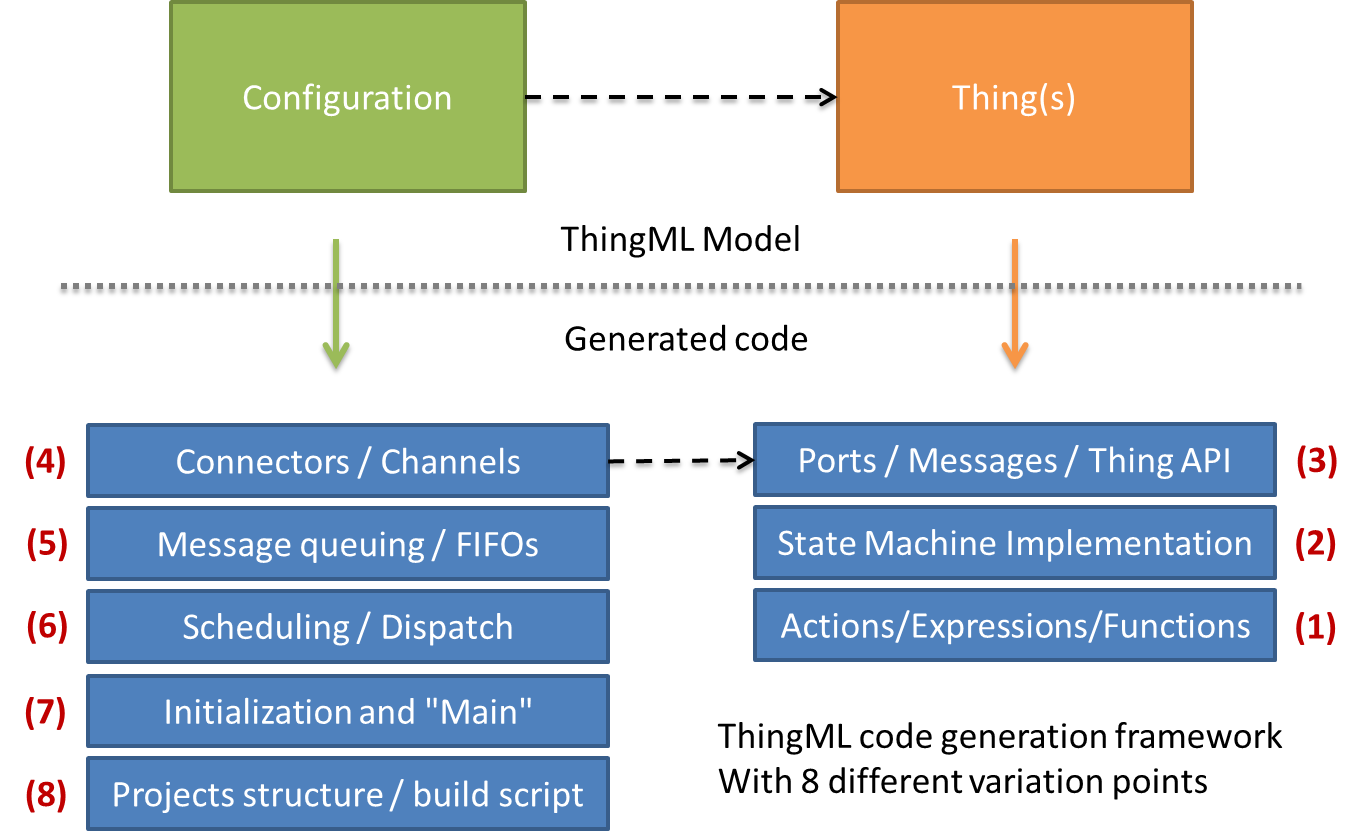 Configuration
Thing(s)
ThingML Model
Generated code
(4) Connectors / Channels
Ports / Messages / Thing API (3)
(5) Message queuing / FIFOs
State Machine Implementation (2)
(6) Scheduling / Dispatch
Actions/Expressions/Functions (1)
(7) Initialization and "Main"
(8) Projects structure / build script
ThingML code generation framework
With 8 different variation points